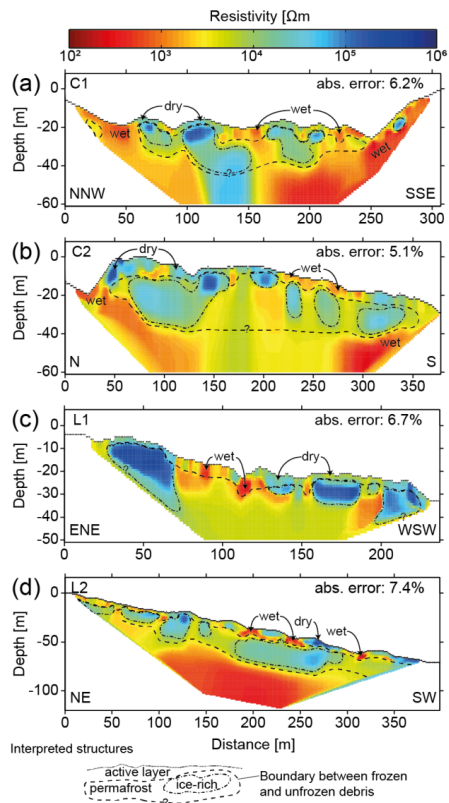 Resistivity [Ωm
10² 10³ 10⁴ 10⁵ 10⁶
(a) C1 abs. error: 6.2%
dry wet
0
-20
-40
-60
Depth [m]
wet wet
?
NNW SSE
0 50 100 150 200 250 300
(b) C2 abs. error: 5.1%
dry wet
0
-20
-40
-60
Depth [m]
wet wet
?
N S
0 50 100 150 200 250 300 350
(c) L1 abs. error: 6.7%
wet dry
0
-10
-20
-30
-40
-50
Depth [m]
? ?
ENE WSW
0 50 100 150 200
(d) L2 abs. error: 7.4%
wet dry wet
0
-50
-100
Depth [m]
?
NE SW
0 100 200 300
Distance [m]
Interpreted structures
active layer
permafrost ice-rich
?
Boundary between frozen
and unfrozen debris